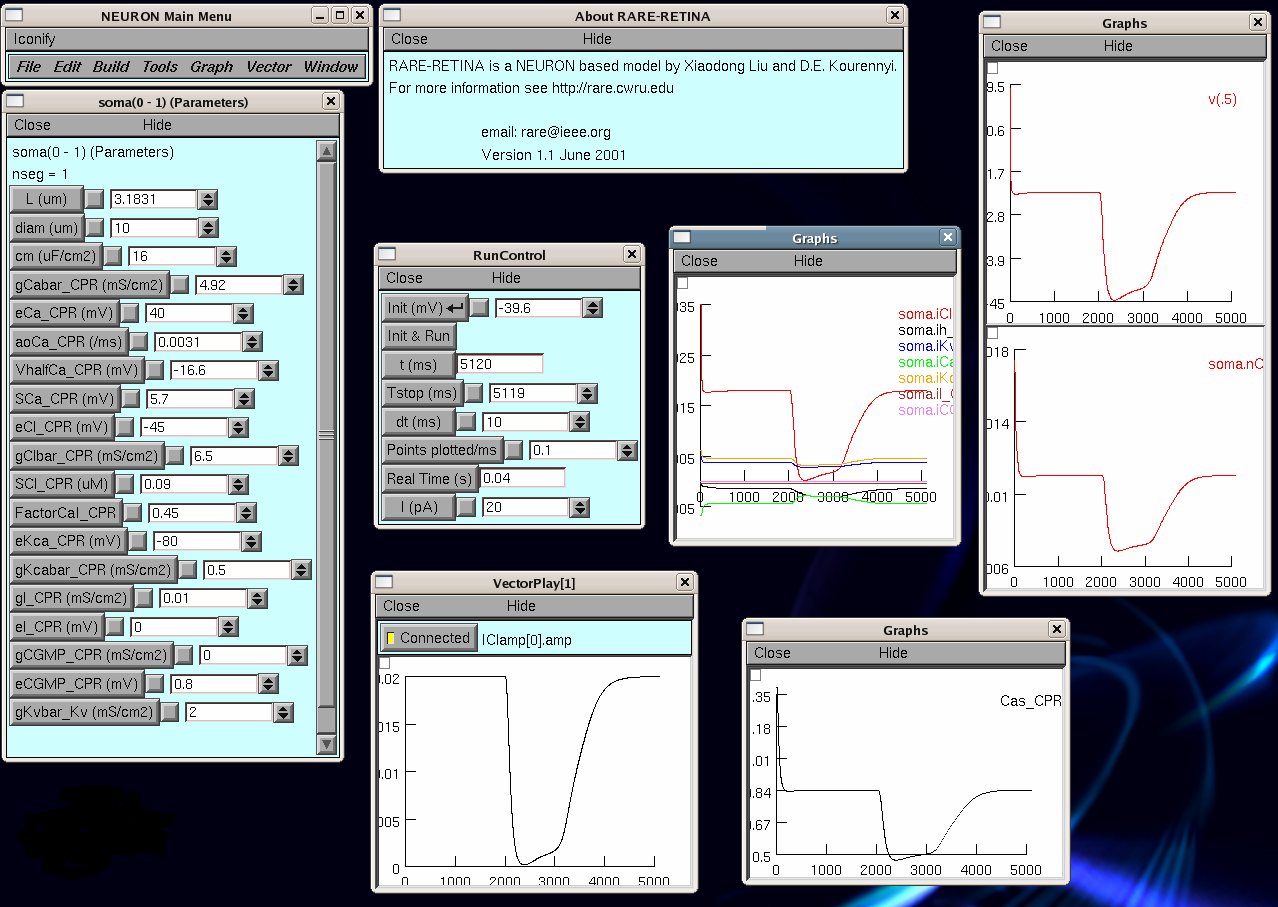 NEURON Main Menu
Iconify
File Edit Build Tools Graph Vector Window
soma(0 - 1) (Parameters)
Close Hide
soma(0 - 1) (Parameters)
nseg = 1
L (um) 3.1831
diam (um) 10
cm (uF/cm2) 16
gCabar_CPR (mS/cm2) 4.92
eCa_CPR (mV) 40
aoCa_CPR (/ms) 0.0031
VhalfCa_CPR (mV) -16.6
SCa_CPR (mV) 5.7
eCl_CPR (mV) -45
gClbar_CPR (mS/cm2) 6.5
SCl_CPR (uM) 0.09
FactorCaI_CPR 0.45
eKca_CPR (mV) -80
gKcabar_CPR (mS/cm2) 0.5
gl_CPR (mS/cm2) 0.01
el_CPR (mV) 0
gCGMP_CPR (mS/cm2) 0
eCGMP_CPR (mV) 0.8
gKvbar_Kv (mS/cm2) 2
About RARE-RETINA
Close Hide
RARE-RETINA is a NEURON based model by Xiaodong Liu and D.E. Kourennyi.
For more information see http://rare.cwru.edu
email: rare@ieee.org
Version 1.1 June 2001
RunControl
Close Hide
Init (mV) -39.6
Init & Run
t (ms) 5120
Tstop (ms) 5119
dt (ms) 10
Points plotted/ms 0.1
Real Time (s) 0.04
I (pA) 20
VectorPlay[1]
Close Hide
Connected IClamp[0].amp
0.02
015
0.01
005
0
0 1000 2000 3000 4000 5000
Graphs
Close Hide
035
025
015
005
005
soma.iCl
soma.ih_
soma.iKv
soma.iCa
soma.iKc
soma.il_C
soma.iCG
0 1000 2000 3000 4000 5000
Graphs
Close Hide
9.5
0.6
1.7
2.8
3.9
-45
v(.5)
0 1000 2000 3000 4000 5000
018
014
0.01
006
soma.nC
0 1000 2000 3000 4000 5000
Graphs
Close Hide
.35
.18
.01
0.84
0.67
0.5
Cas_CPR
0 1000 2000 3000 4000 5000